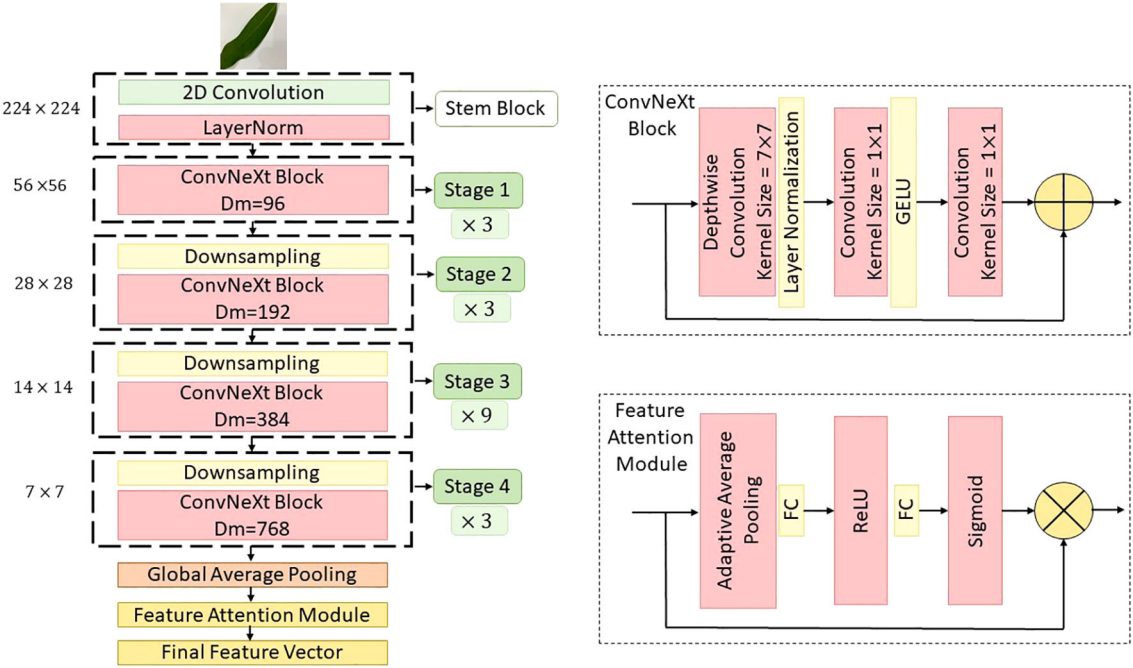 224 × 224
2D Convolution
LayerNorm
Stem Block
56 ×56
ConvNeXt Block
Dm=96
Stage 1
× 3
Downsampling
28 × 28
ConvNeXt Block
Dm=192
Stage 2
× 3
Downsampling
14 × 14
ConvNeXt Block
Dm=384
Stage 3
× 9
Downsampling
7 × 7
ConvNeXt Block
Dm=768
Stage 4
× 3
Global Average Pooling
Feature Attention Module
Final Feature Vector
ConvNeXt
Block
Depthwise
Convolution
Kernel Size = 7×7
Layer Normalization
Convolution
Kernel Size = 1×1
GELU
Convolution
Kernel Size = 1×1
Feature
Attention
Module
Adaptive Average
Pooling
FC
ReLU
FC
Sigmoid